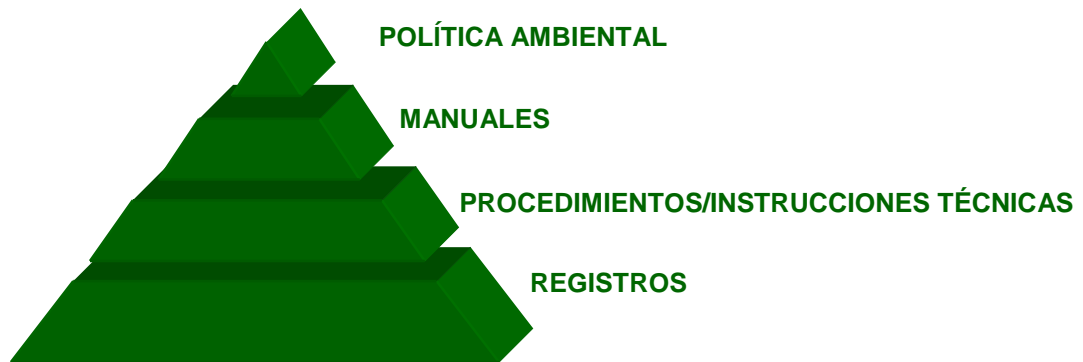 POLÍTICA AMBIENTAL
MANUALES
PROCEDIMIENTOS/INSTRUCCIONES TÉCNICAS
REGISTROS